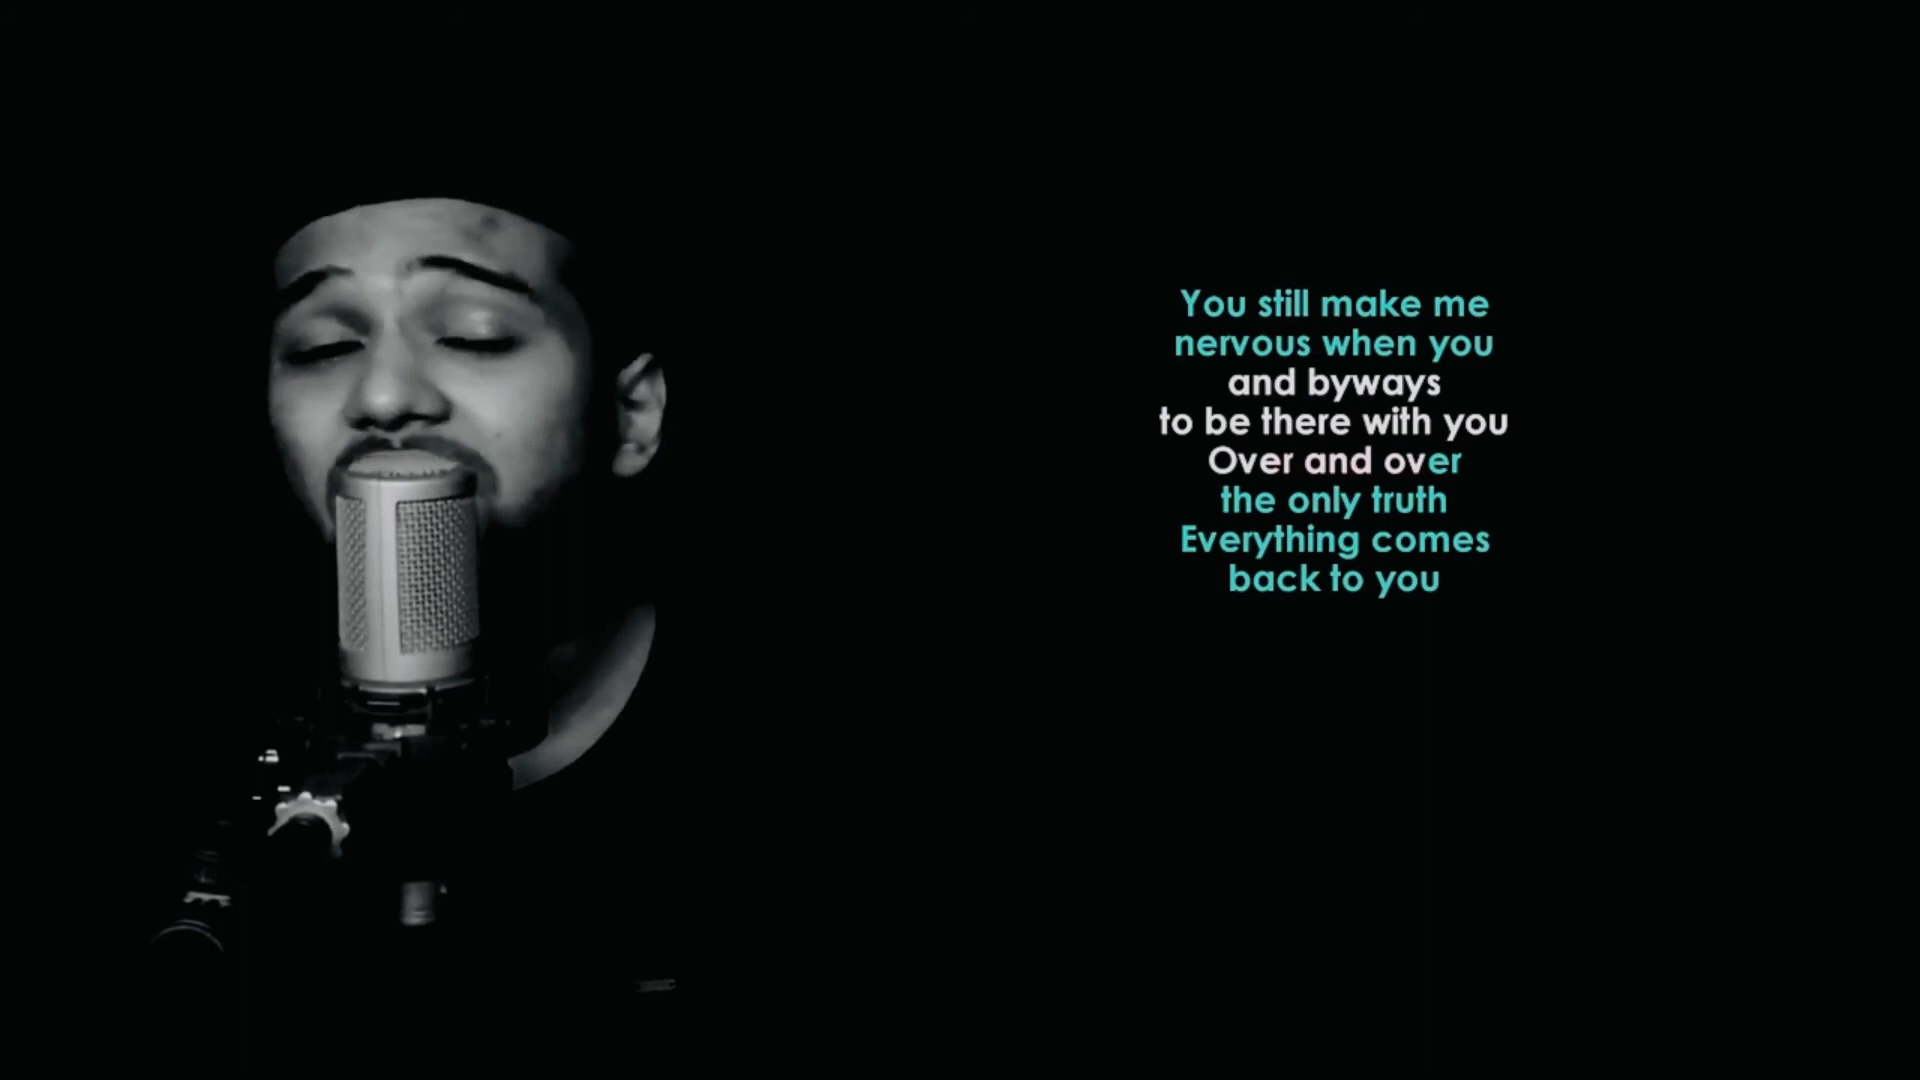 You still make me
nervous when you
and byways
to be there with you
Over and over
the only truth
Everything comes
back to you